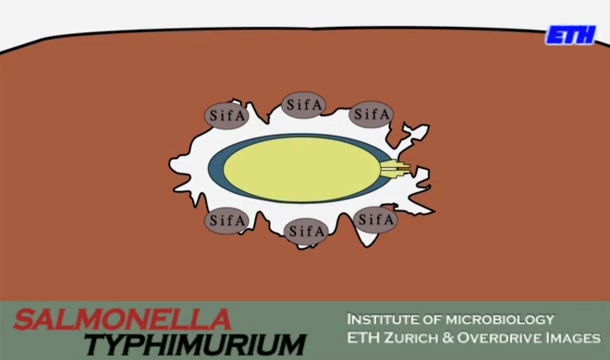 ETH
SifA
SifA
SifA
SifA
SifA
SifA
SALMONELLA
TYPHIMURIUM
INSTITUTE OF MICROBIOLOGY
ETH ZURICH & OVERDRIVE IMAGES